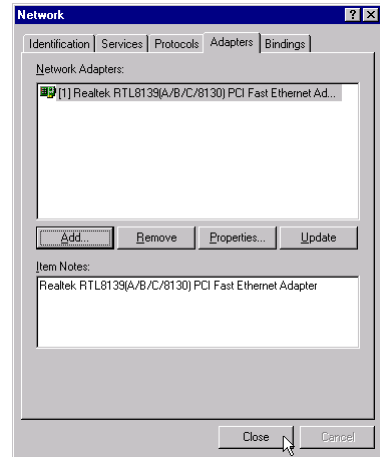 Network
Identification Services Protocols Adapters Bindings
Network Adapters:
[1] Realtek RTL8139(A/B/C/8130) PCI Fast Ethernet Ad...
Add... Remove Properties... Update
Item Notes:
Realtek RTL8139(A/B/C/8130) PCI Fast Ethernet Adapter
Close Cancel